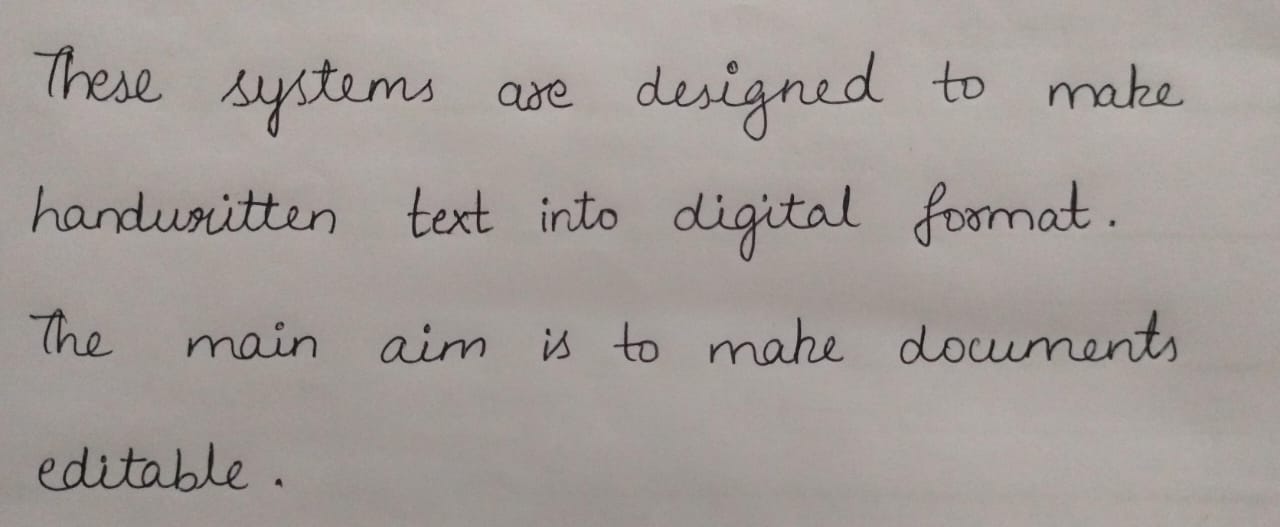 These systems are designed to make
handwritten text into digital format.
The main aim is to make documents
editable.